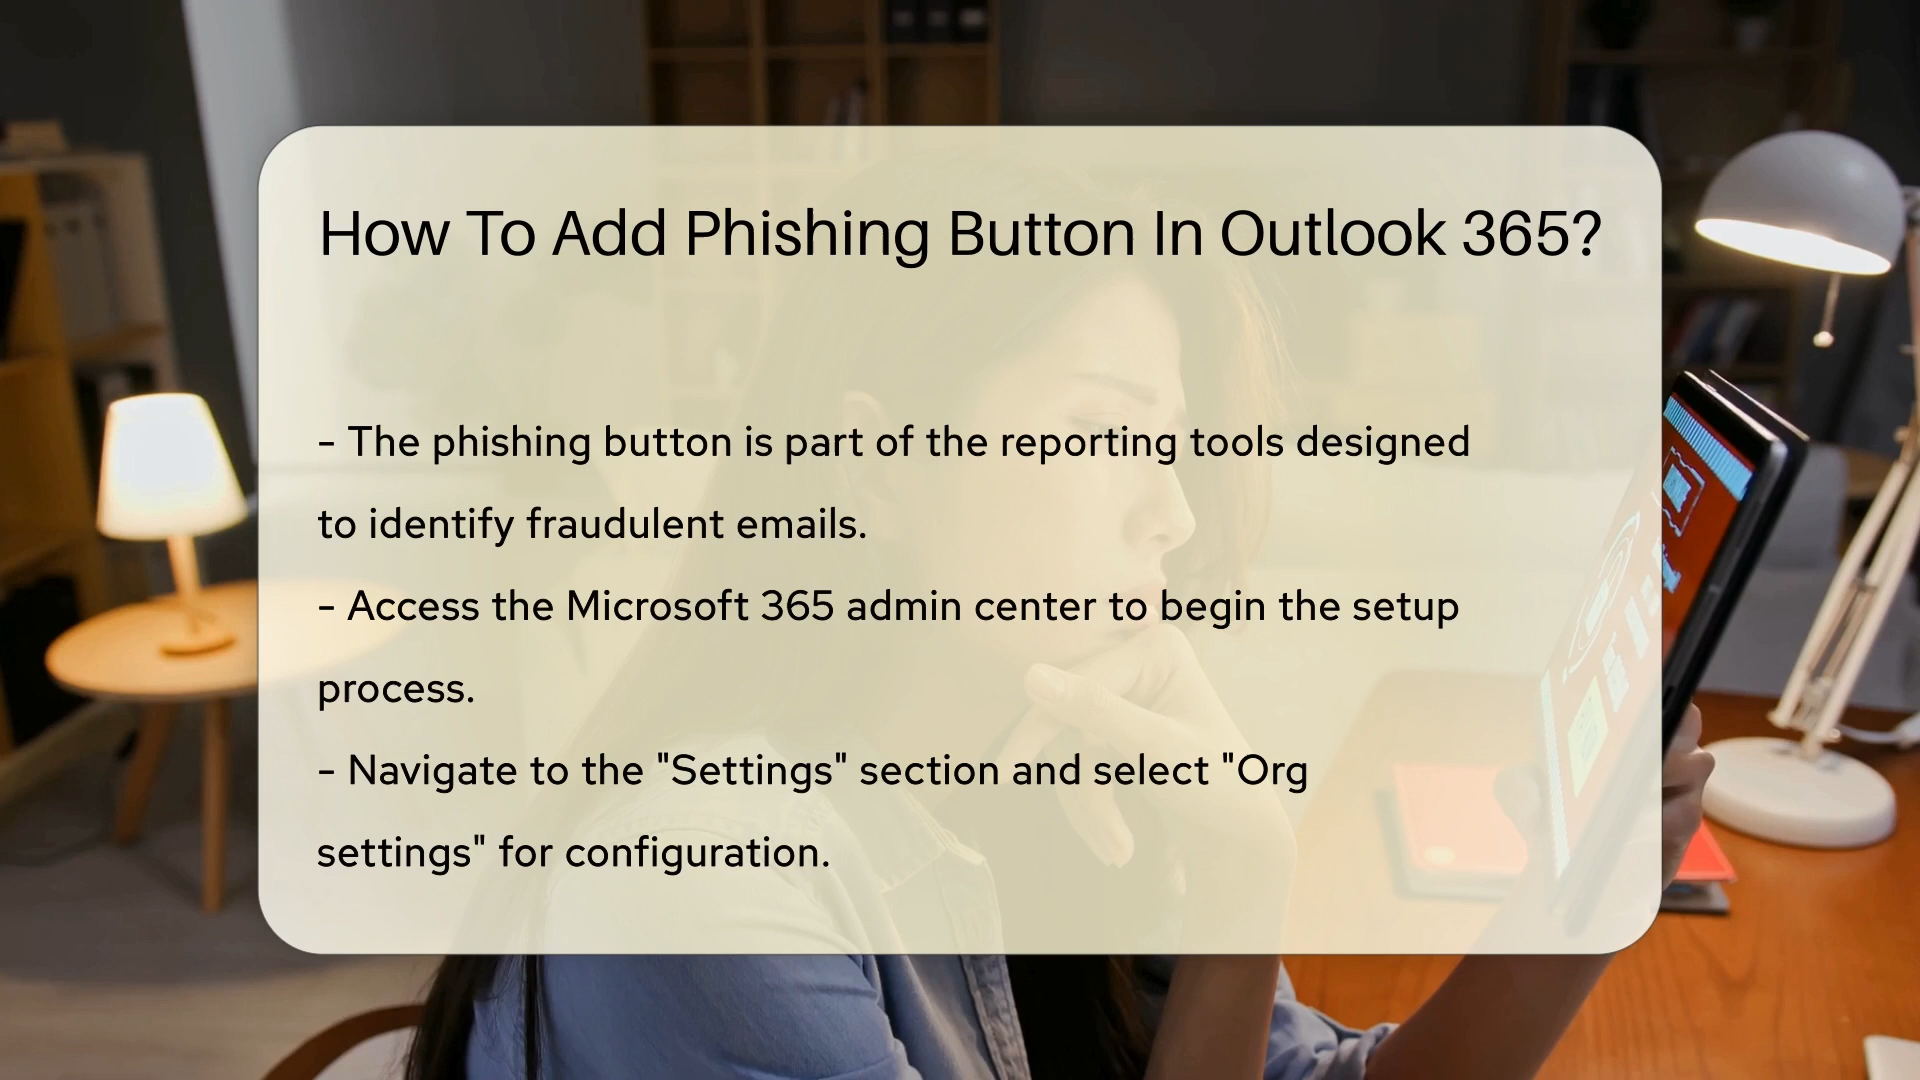 How To Add Phishing Button In Outlook 365?
- The phishing button is part of the reporting tools designed
to identify fraudulent emails.
- Access the Microsoft 365 admin center to begin the setup
process.
- Navigate to the "Settings" section and select "Org
settings" for configuration.